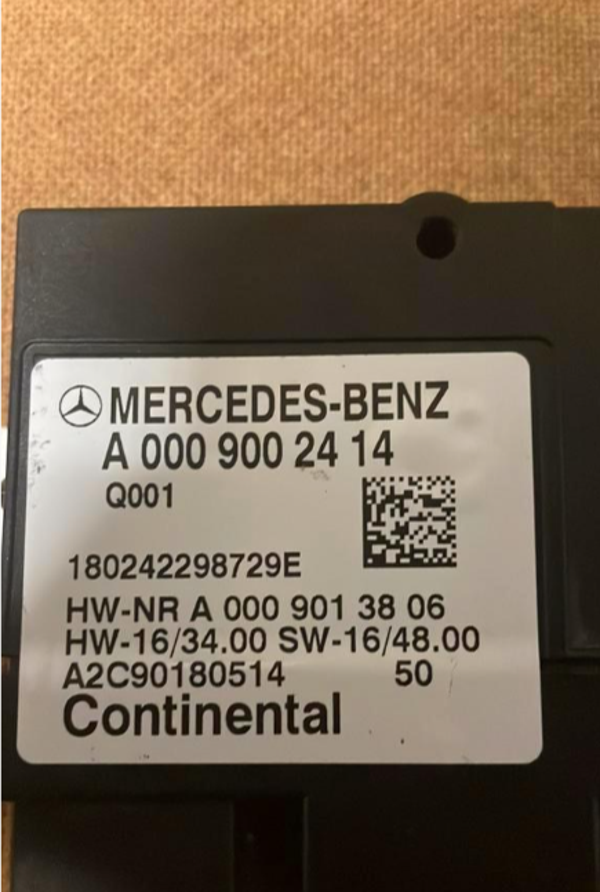 MERCEDES-BENZ
A 000 900 24 14
Q001
180242298729E
HW-NR A 000 901 38 06
HW-16/34.00 SW-16/48.00
A2C90180514 50
Continental